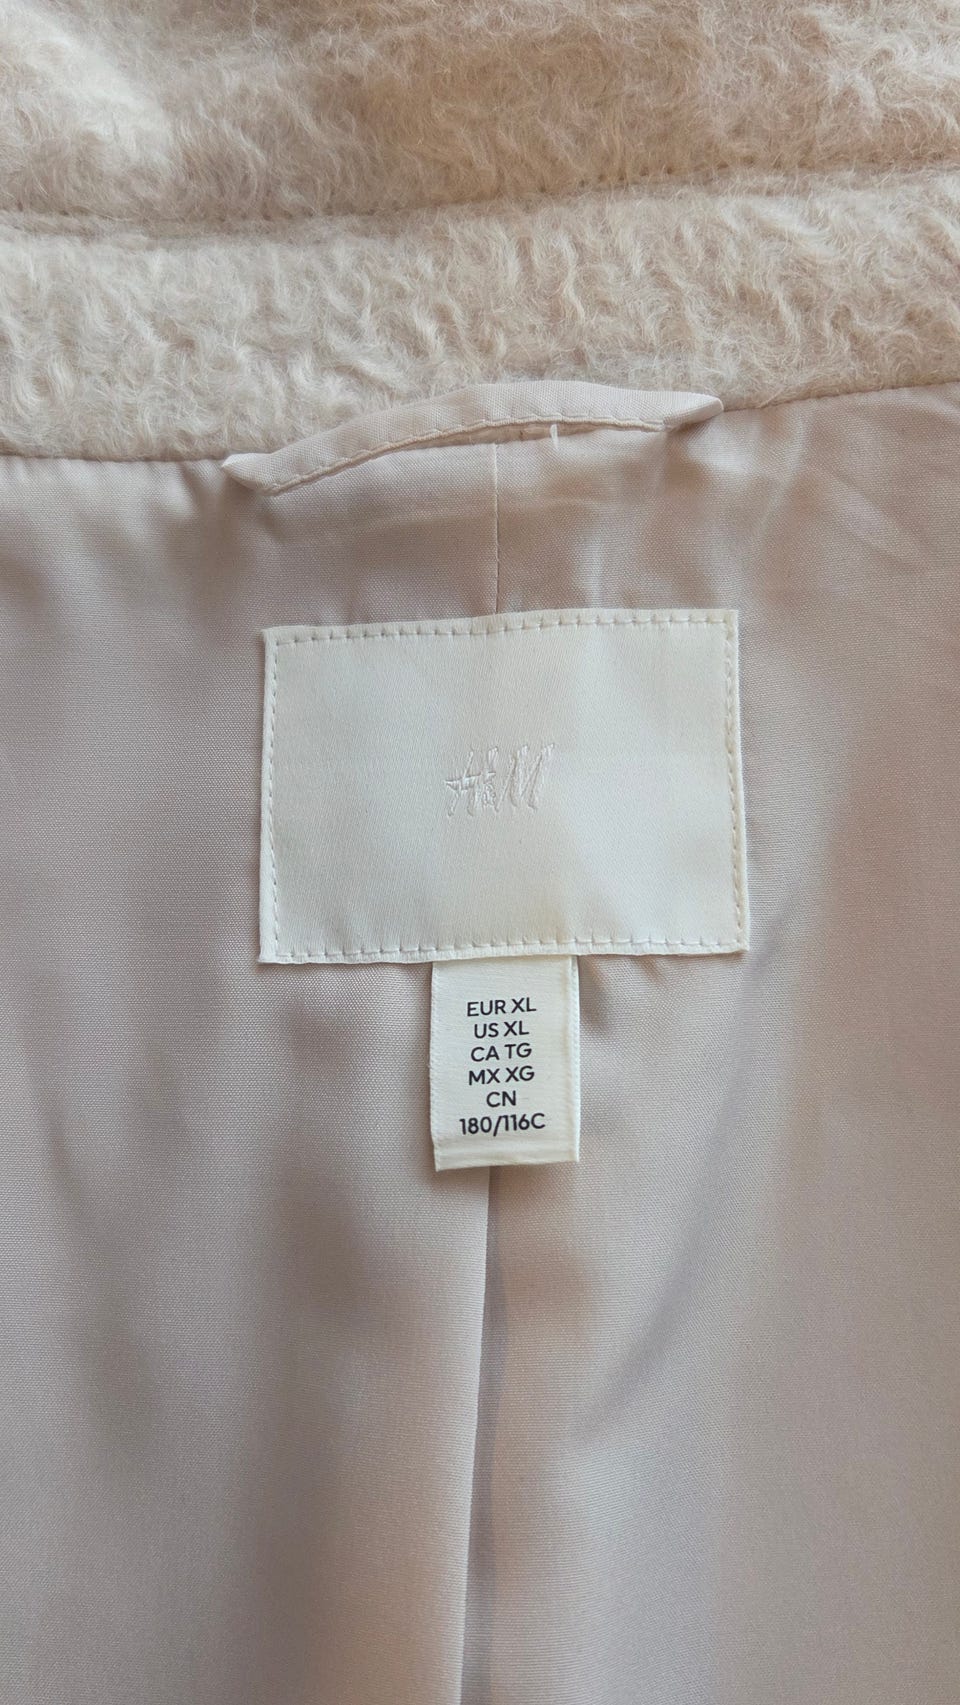 H&M
EUR XL
US XL
CA TG
MX XG
CN
180/116C